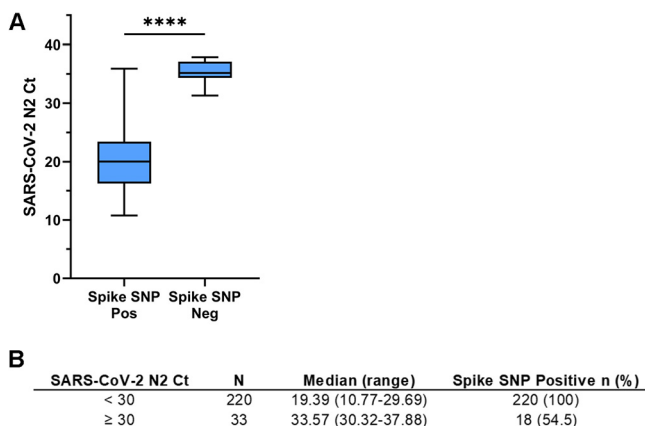 A
****
SARS-CoV-2 N2 Ct
40
30
20
10
0
Spike SNP Pos
Spike SNP Neg
B
SARS-CoV-2 N2 Ct N Median (range) Spike SNP Positive n (%)
< 30 220 19.39 (10.77-29.69) 220 (100)
≥ 30 33 33.57 (30.32-37.88) 18 (54.5)